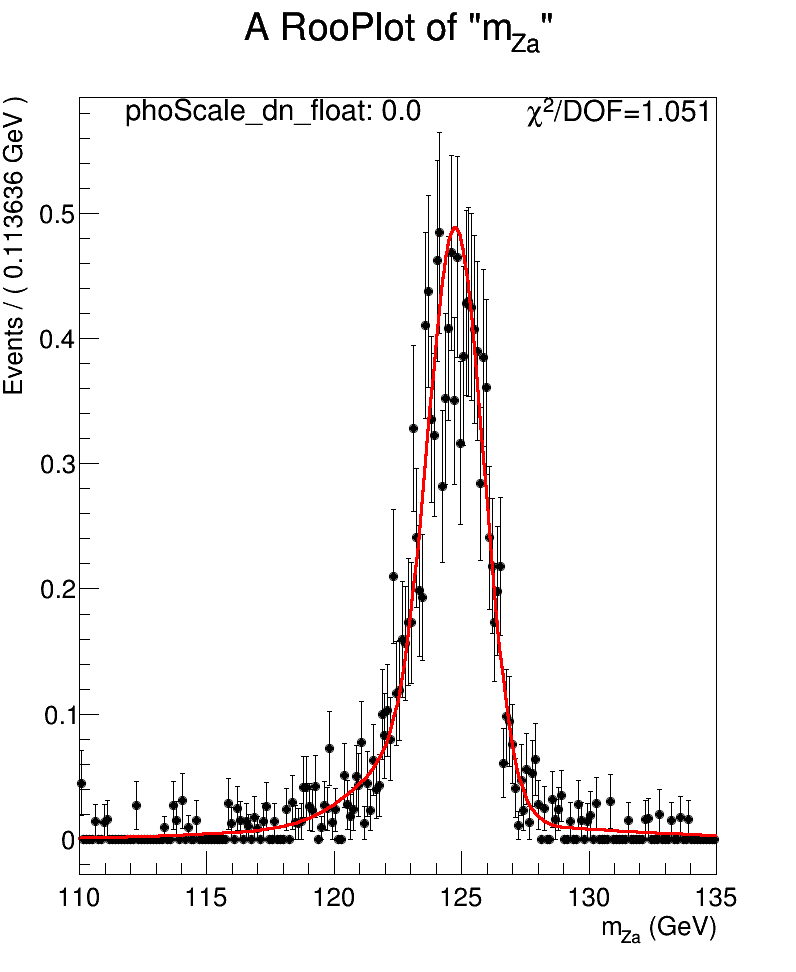 A RooPlot of "m_Za"
phoScale_dn_float: 0.0
χ²/DOF=1.051
Events / ( 0.113636 GeV )
0.5
0.4
0.3
0.2
0.1
0
110 115 120 125 130 135
m_Za (GeV)